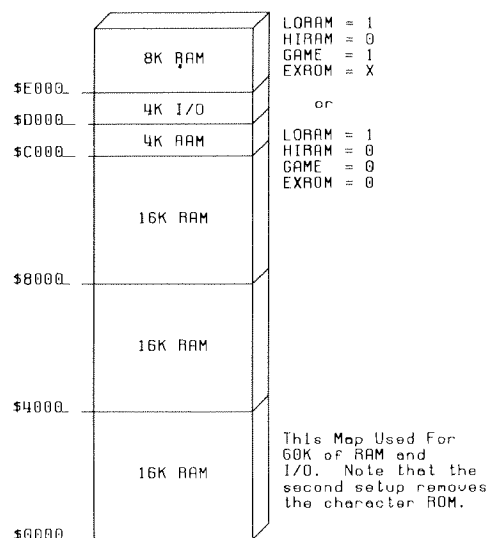 LORAM = 1
HIRAM = 0
GAME = 1
EXROM = X
8K RAM
$E000
4K I/O
or
$D000
4K RAM
LORAM = 1
HIRAM = 0
GAME = 0
EXROM = 0
$C000
16K RAM
$8000
16K RAM
$4000
This Map Used For
60K of RAM and
I/O. Note that the
second setup removes
the character ROM.
16K RAM
$0000